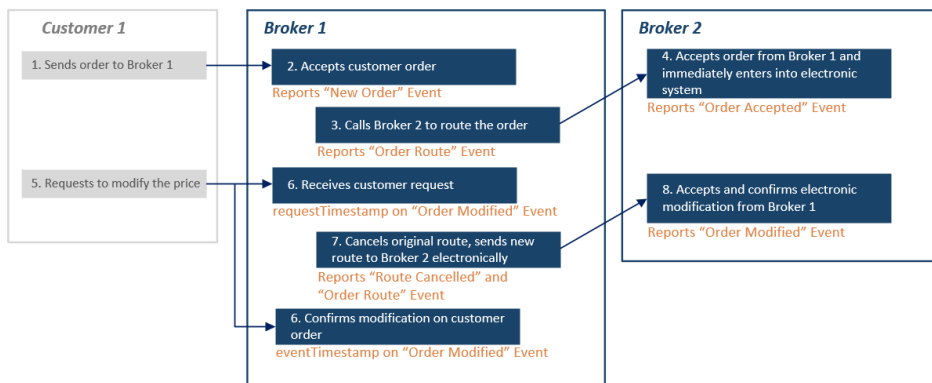 Customer 1
1. Sends order to Broker 1
5. Requests to modify the price
Broker 1
2. Accepts customer order
Reports “New Order” Event
3. Calls Broker 2 to route the order
Reports “Order Route” Event
6. Receives customer request
requestTimestamp on “Order Modified” Event
7. Cancels original route, sends new
route to Broker 2 electronically
Reports “Route Cancelled” and
“Order Route” Event
6. Confirms modification on customer
order
eventTimestamp on “Order Modified” Event
Broker 2
4. Accepts order from Broker 1 and
immediately enters into electronic
system
Reports “Order Accepted” Event
8. Accepts and confirms electronic
modification from Broker 1
Reports “Order Modified” Event